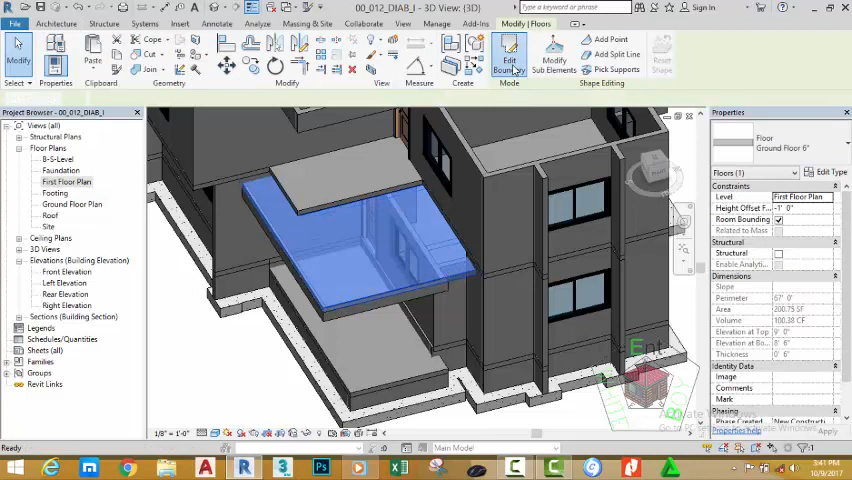 00_012_DIAB_I - 3D View: {3D}
Type a keyword or phrase
Sign In
File
Architecture
Structure
Systems
Insert
Annotate
Analyze
Massing & Site
Collaborate
View
Manage
Add-Ins
Modify | Floors
Modify
Select
Properties
Paste
Clipboard
Cope
Cut
Join
Geometry
Modify
View
Measure
Create
Edit
Boundary
Mode
Modify
Sub Elements
Add Point
Add Split Line
Pick Supports
Shape Editing
Reset
Shape
Project Browser - 00_012_DIAB_I
Views (all)
Structural Plans
Floor Plans
B-S-Level
Foundation
First Floor Plan
Footing
Ground Floor Plan
Roof
Site
Ceiling Plans
3D Views
Elevations (Building Elevation)
Front Elevation
Left Elevation
Rear Elevation
Right Elevation
Sections (Building Section)
Legends
Schedules/Quantities
Sheets (all)
Families
Groups
Revit Links
Properties
Floor
Ground Floor 6"
Floors (1)
Edit Type
Constraints
Level
First Floor Plan
Height Offset F...
-1' 0"
Room Bounding
Related to Mass
Structural
Structural
Enable Analyti...
Dimensions
Slope
Perimeter
67' 0"
Area
200.75 SF
Volume
100.38 CF
Elevation at Top
9' 0"
Elevation at Bo...
8' 6"
Thickness
0' 6"
Identity Data
Image
Comments
Mark
Phasing
Phase Created
New Constructi
Properties help
Apply
1/8" = 1'-0"
Ready
:0
Main Model
:1
3:41 PM
10/9/2017